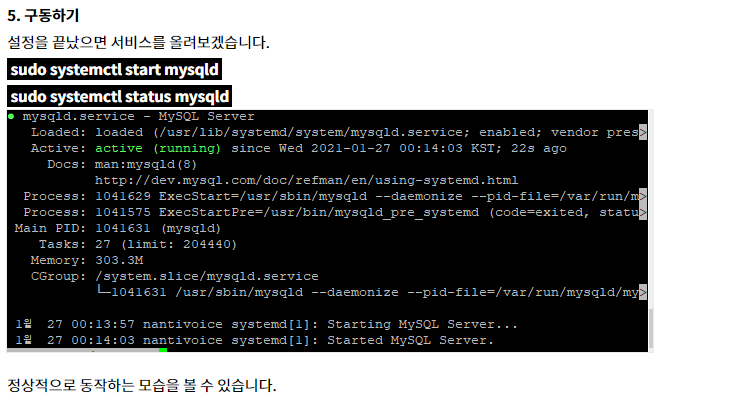 5. 구동하기
설정을 끝났으면 서비스를 올려보겠습니다.
sudo systemctl start mysqld
sudo systemctl status mysqld
● mysqld.service - MySQL Server
Loaded: loaded (/usr/lib/systemd/system/mysqld.service; enabled; vendor pres>
Active: active (running) since Wed 2021-01-27 00:14:03 KST; 22s ago
Docs: man:mysqld(8)
http://dev.mysql.com/doc/refman/en/using-systemd.html
Process: 1041629 ExecStart=/usr/sbin/mysqld --daemonize --pid-file=/var/run/m>
Process: 1041575 ExecStartPre=/usr/bin/mysqld_pre_systemd (code=exited, statu>
Main PID: 1041631 (mysqld)
Tasks: 27 (limit: 204440)
Memory: 303.3M
CGroup: /system.slice/mysqld.service
└─1041631 /usr/sbin/mysqld --daemonize --pid-file=/var/run/mysqld/my>
1월 27 00:13:57 nantivoice systemd[1]: Starting MySQL Server...
1월 27 00:14:03 nantivoice systemd[1]: Started MySQL Server.
정상적으로 동작하는 모습을 볼 수 있습니다.